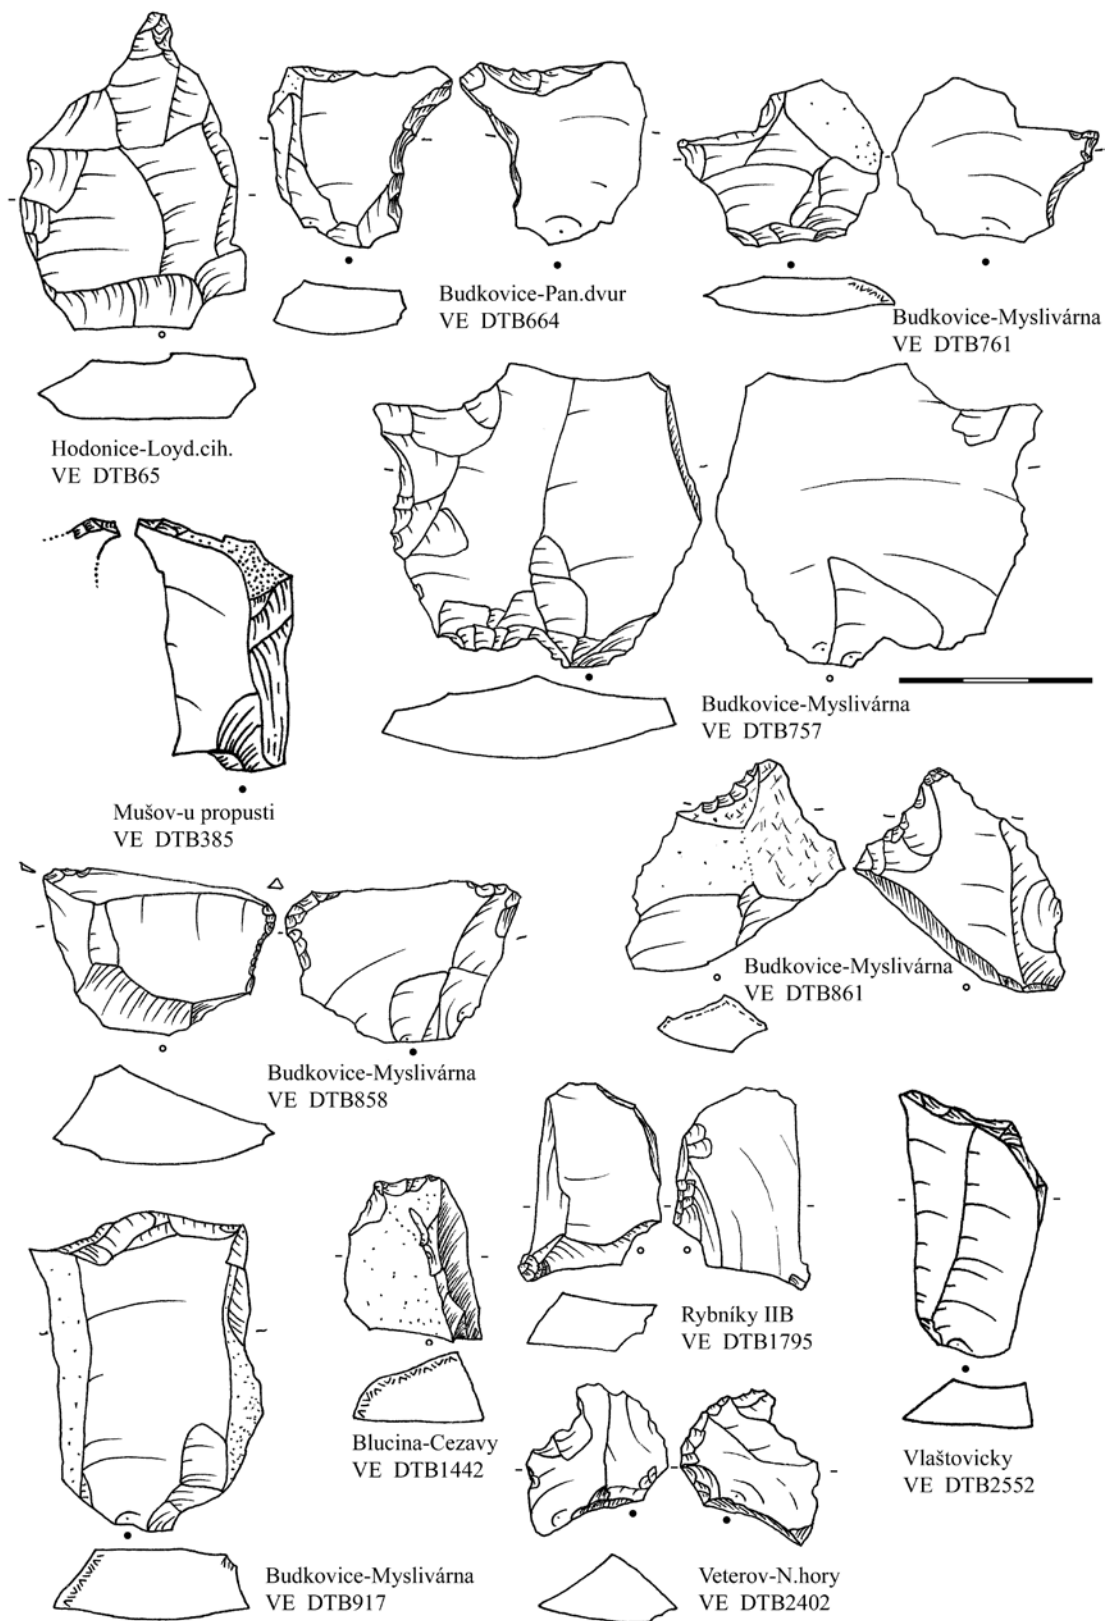 Budkovice-Pan.dvur
VE DTB664
Budkovice-Myslivárna
VE DTB761
Hodonice-Loyd.cih.
VE DTB65
Budkovice-Myslivárna
VE DTB757
Mušov-u propusti
VE DTB385
Budkovice-Myslivárna
VE DTB861
Budkovice-Myslivárna
VE DTB858
Rybníky IIB
VE DTB1795
Blucina-Cezavy
VE DTB1442
Vlaštovicky
VE DTB2552
Budkovice-Myslivárna
VE DTB917
Veterov-N.hory
VE DTB2402